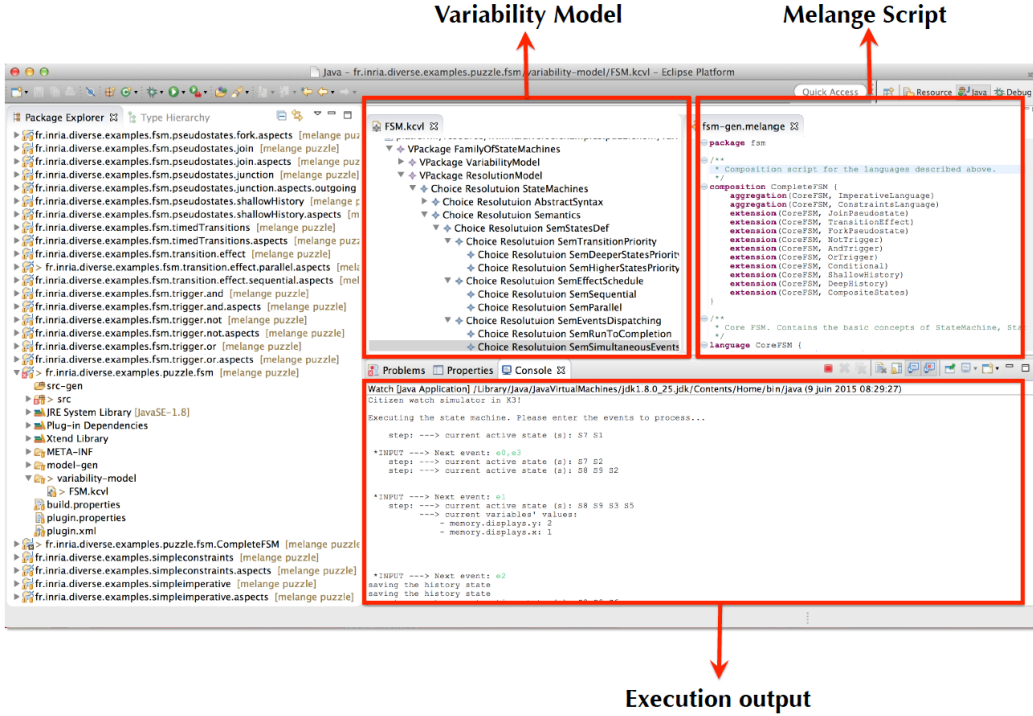 Variability Model
Melange Script
Java - fr.inria.diverse.examples.puzzle.fsm/variability-model/FSM.kcvl - Eclipse Platform
Quick Access
Resource
Java
Debug
Package Explorer
Type Hierarchy
fr.inria.diverse.examples.fsm.pseudostates.fork.aspects [melange puz
fr.inria.diverse.examples.fsm.pseudostates.join [melange puzzle]
fr.inria.diverse.examples.fsm.pseudostates.join.aspects [melange puz
fr.inria.diverse.examples.fsm.pseudostates.junction [melange puzzle]
fr.inria.diverse.examples.fsm.pseudostates.junction.aspects.outgoing
fr.inria.diverse.examples.fsm.pseudostates.shallowHistory [melange
fr.inria.diverse.examples.fsm.pseudostates.shallowHistory.aspects [m
fr.inria.diverse.examples.fsm.timedTransitions [melange puzzle]
fr.inria.diverse.examples.fsm.timedTransitions.aspects [melange puzz
fr.inria.diverse.examples.fsm.transition.effect [melange puzzle]
> fr.inria.diverse.examples.fsm.transition.effect.parallel.aspects [mela
fr.inria.diverse.examples.fsm.transition.effect.sequential.aspects [mel
fr.inria.diverse.examples.fsm.trigger.and [melange puzzle]
fr.inria.diverse.examples.fsm.trigger.and.aspects [melange puzzle]
fr.inria.diverse.examples.fsm.trigger.not [melange puzzle]
fr.inria.diverse.examples.fsm.trigger.not.aspects [melange puzzle]
fr.inria.diverse.examples.fsm.trigger.or [melange puzzle]
fr.inria.diverse.examples.fsm.trigger.or.aspects [melange puzzle]
> fr.inria.diverse.examples.puzzle.fsm [melange puzzle]
src-gen
> src
JRE System Library [JavaSE-1.8]
Plug-in Dependencies
Xtend Library
META-INF
model-gen
> variability-model
> FSM.kcvl
build.properties
plugin.properties
plugin.xml
> fr.inria.diverse.examples.puzzle.fsm.CompleteFSM [melange puzzle
fr.inria.diverse.examples.simpleconstraints [melange puzzle]
fr.inria.diverse.examples.simpleconstraints.aspects [melange puzzle]
fr.inria.diverse.examples.simpleimperative [melange puzzle]
fr.inria.diverse.examples.simpleimperative.aspects [melange puzzle]
FSM.kcvl
VPackage FamilyOfStateMachines
VPackage VariabilityModel
VPackage ResolutionModel
Choice Resolutuion StateMachines
Choice Resolutuion AbstractSyntax
Choice Resolutuion Semantics
Choice Resolutuion SemStatesDef
Choice Resolutuion SemTransitionPriority
Choice Resolutuion SemDeeperStatesPriority
Choice Resolutuion SemHigherStatesPriority
Choice Resolutuion SemEffectSchedule
Choice Resolutuion SemSequential
Choice Resolutuion SemParallel
Choice Resolutuion SemEventsDispatching
Choice Resolutuion SemRunToCompletion
Choice Resolutuion SemSimultaneousEvents
fsm-gen.melange
package fsm
/**
* Composition script for the languages described above.
*/
composition CompleteFSM {
aggregation(CoreFSM, ImperativeLanguage)
aggregation(CoreFSM, ConstraintsLanguage)
extension(CoreFSM, JoinPseudostate)
extension(CoreFSM, TransitionEffect)
extension(CoreFSM, ForkPseudostate)
extension(CoreFSM, NotTrigger)
extension(CoreFSM, AndTrigger)
extension(CoreFSM, OrTrigger)
extension(CoreFSM, Conditional)
extension(CoreFSM, ShallowHistory)
extension(CoreFSM, DeepHistory)
extension(CoreFSM, CompositeStates)
}
/**
* Core FSM. Contains the basic concepts of StateMachine, Sta
*/
language CoreFSM {
Problems
Properties
Console
Watch [Java Application] /Library/Java/JavaVirtualMachines/jdk1.8.0_25.jdk/Contents/Home/bin/java (9 juin 2015 08:29:27)
Citizen watch simulator in K3!
Executing the state machine. Please enter the events to process...
step: ---> current active state (s): S7 S1
*INPUT ---> Next event: e0,e3
step: ---> current active state (s): S7 S2
step: ---> current active state (s): S8 S9 S2
*INPUT ---> Next event: e1
step: ---> current active state (s): S8 S9 S3 S5
---> current variables' values:
- memory.displays.y: 2
- memory.displays.x: 1
*INPUT ---> Next event: e2
saving the history state
saving the history state
Execution output